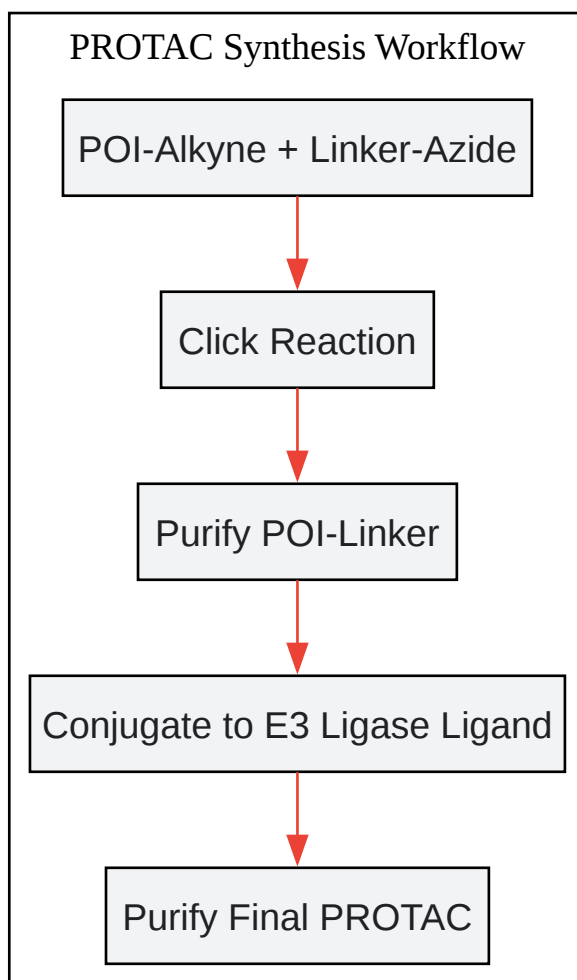 PROTAC Synthesis Workflow
POI-Alkyne + Linker-Azide
Click Reaction
Purify POI-Linker
Conjugate to E3 Ligase Ligand
Purify Final PROTAC